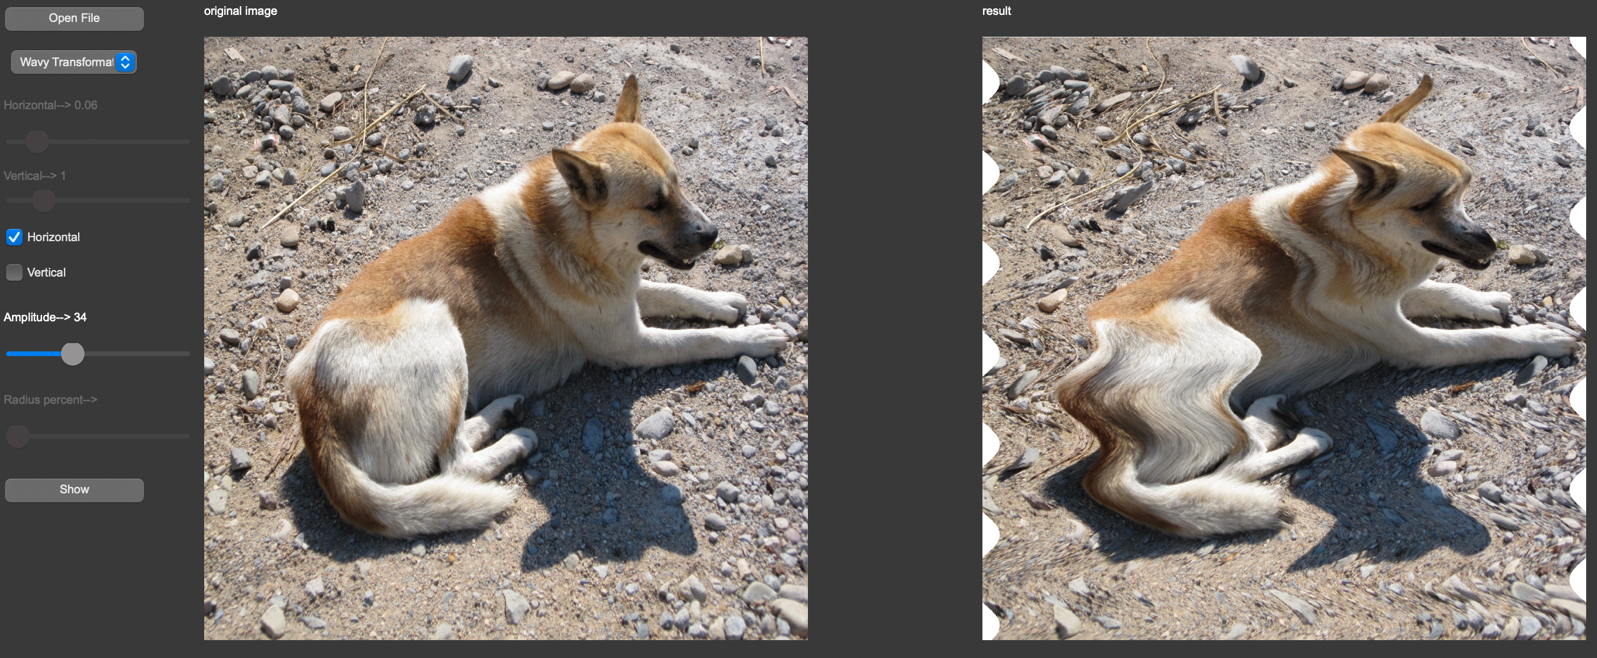 Open File
original image
result
Wavy Transformat
Horizontal--> 0.06
Vertical--> 1
Horizontal
Vertical
Amplitude--> 34
Radius percent-->
Show